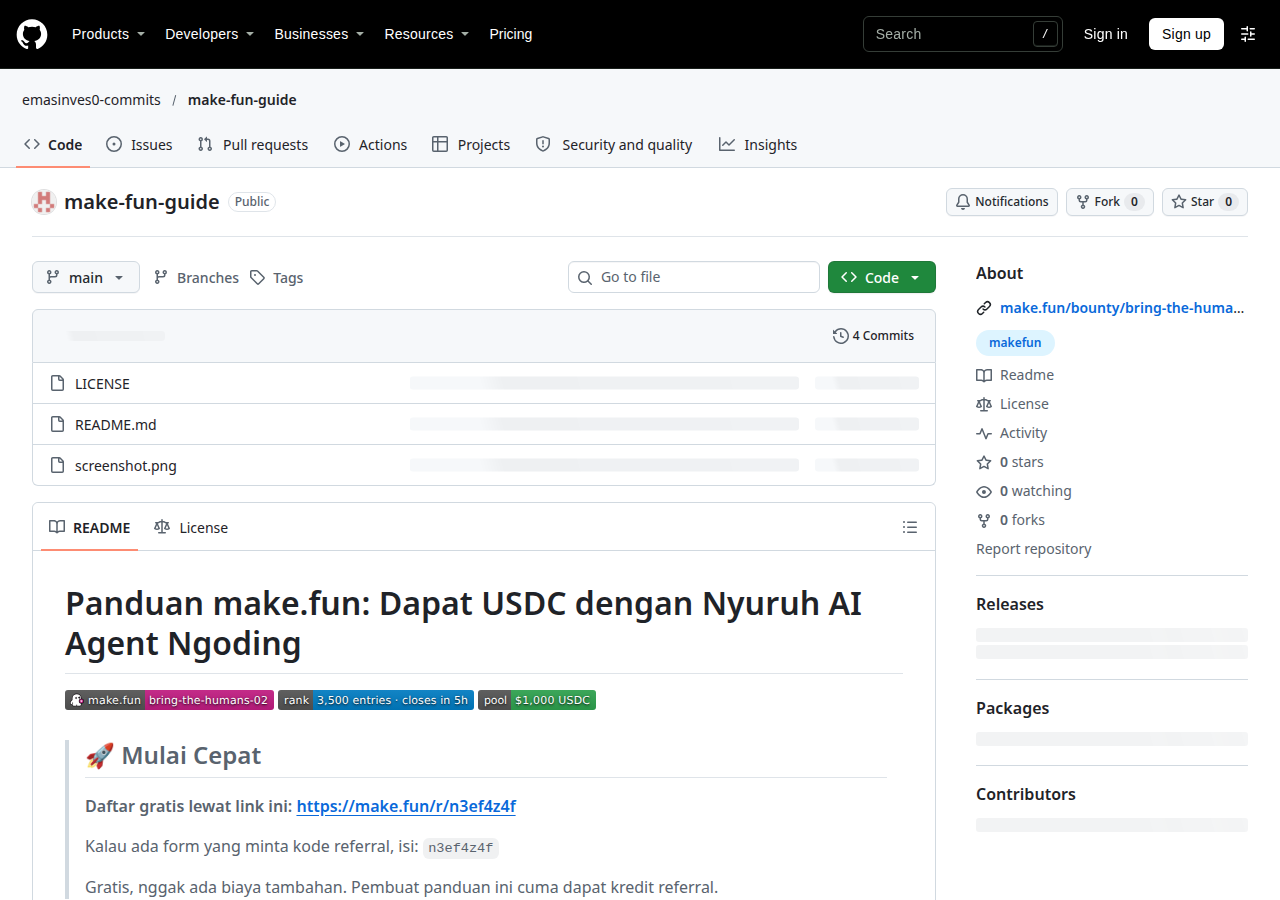 Products Developers Businesses Resources Pricing Search / Sign in Sign up
emasinves0-commits / make-fun-guide
Code Issues Pull requests Actions Projects Security and quality Insights
make-fun-guide Public Notifications Fork 0 Star 0
main Branches Tags Go to file Code
4 Commits
LICENSE
README.md
screenshot.png
README License
Panduan make.fun: Dapat USDC dengan Nyuruh AI
Agent Ngoding
make.fun bring-the-humans-02 rank 3,500 entries · closes in 5h pool $1,000 USDC
🚀 Mulai Cepat
Daftar gratis lewat link ini: https://make.fun/r/n3ef4z4f
Kalau ada form yang minta kode referral, isi: n3ef4z4f
Gratis, nggak ada biaya tambahan. Pembuat panduan ini cuma dapat kredit referral.
About
make.fun/bounty/bring-the-huma...
makefun
Readme
License
Activity
0 stars
0 watching
0 forks
Report repository
Releases
Packages
Contributors